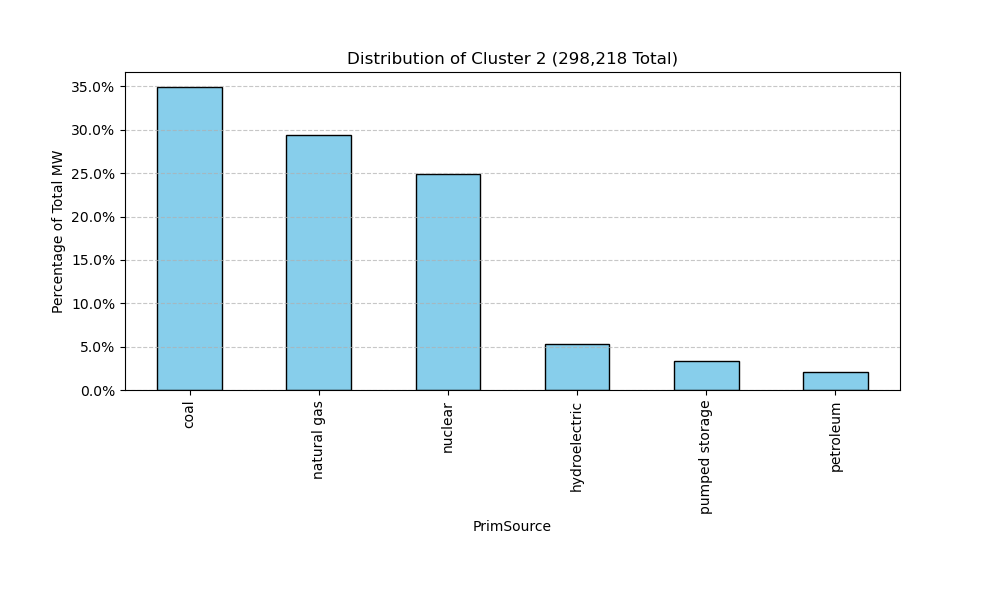 Distribution of Cluster 2 (298,218 Total)
Percentage of Total MW
35.0%
30.0%
25.0%
20.0%
15.0%
10.0%
5.0%
0.0%
coal
natural gas
nuclear
hydroelectric
pumped storage
petroleum
PrimSource